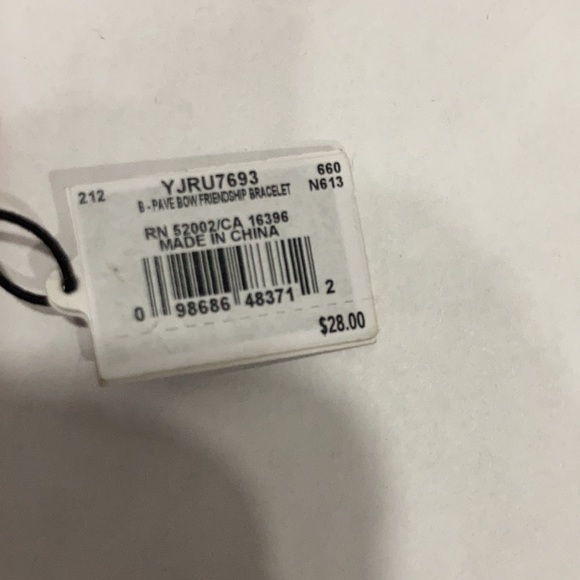 212 YJRU7693 660
B - PAVE BOW FRIENDSHIP BRACELET N613
RN 52002/CA 16396
MADE IN CHINA
0 98686 48371 2
$28.00